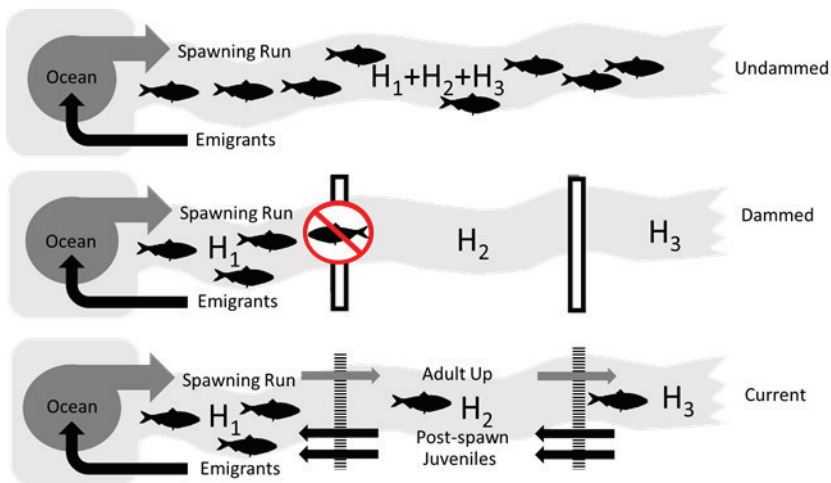 Spawning Run
Ocean
H₁+H₂+H₃
Undammed
Emigrants
Spawning Run
Dammed
Ocean
H₁
H₂
H₃
Emigrants
Spawning Run
Adult Up
Current
Ocean
H₁
H₂
H₃
Post-spawn
Juveniles
Emigrants